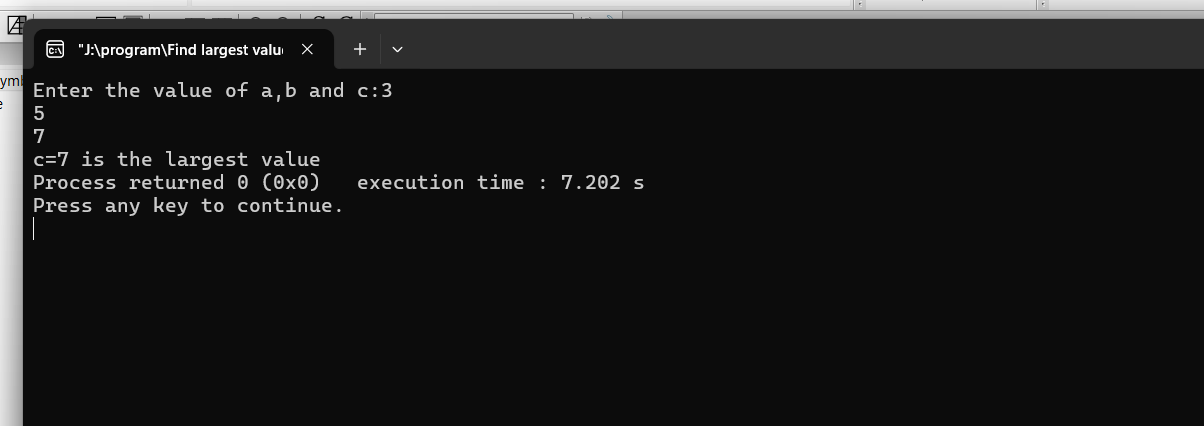 "J:\program\Find largest valu
Enter the value of a,b and c:3
5
7
c=7 is the largest value
Process returned 0 (0x0)   execution time : 7.202 s
Press any key to continue.